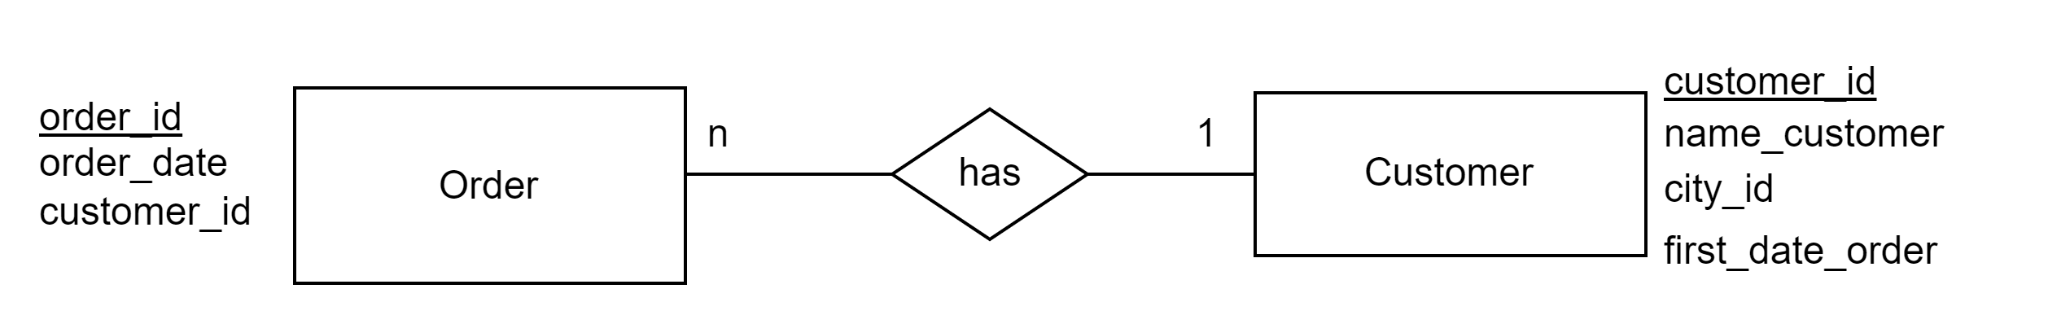 order_id
order_date
customer_id
Order
n
has
1
Customer
customer_id
name_customer
city_id
first_date_order